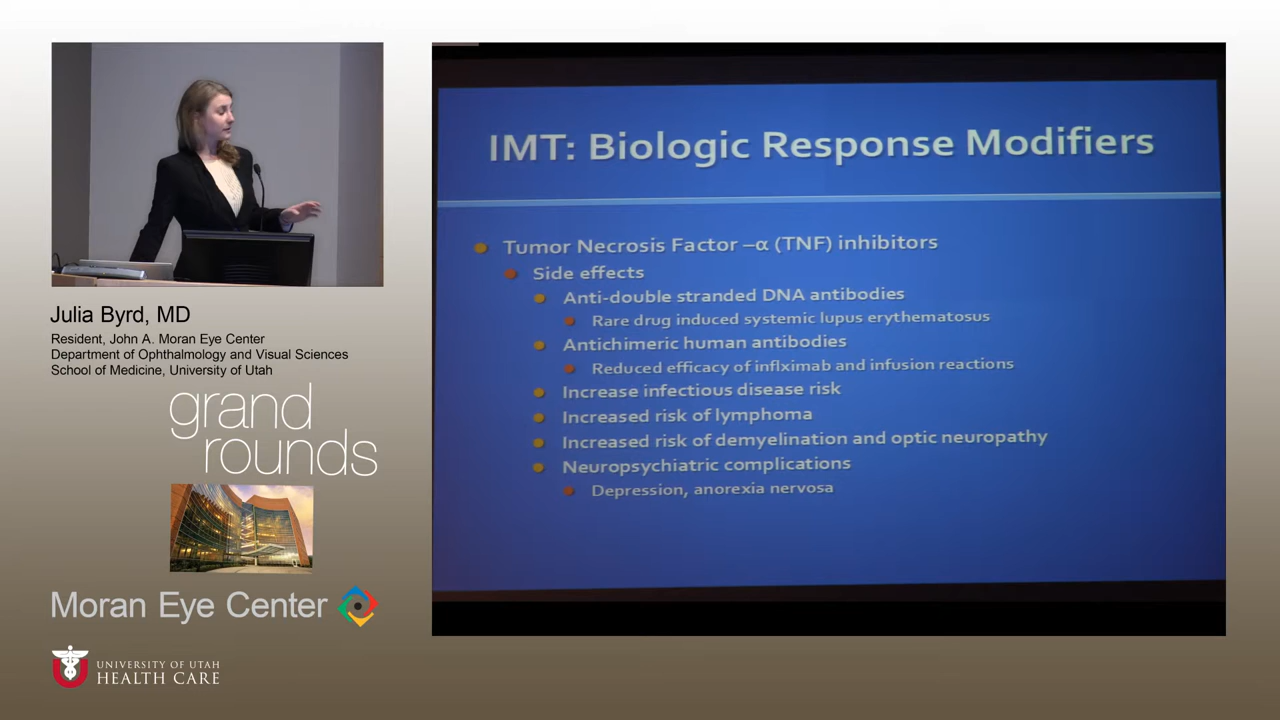 Julia Byrd, MD
Resident, John A. Moran Eye Center
Department of Ophthalmology and Visual Sciences
School of Medicine, University of Utah
grand
rounds
Moran Eye Center
UNIVERSITY OF UTAH
HEALTH CARE
IMT: Biologic Response Modifiers
Tumor Necrosis Factor –α (TNF) inhibitors
Side effects
Anti-double stranded DNA antibodies
Rare drug induced systemic lupus erythematosus
Antichimeric human antibodies
Reduced efficacy of inflximab and infusion reactions
Increase infectious disease risk
Increased risk of lymphoma
Increased risk of demyelination and optic neuropathy
Neuropsychiatric complications
Depression, anorexia nervosa